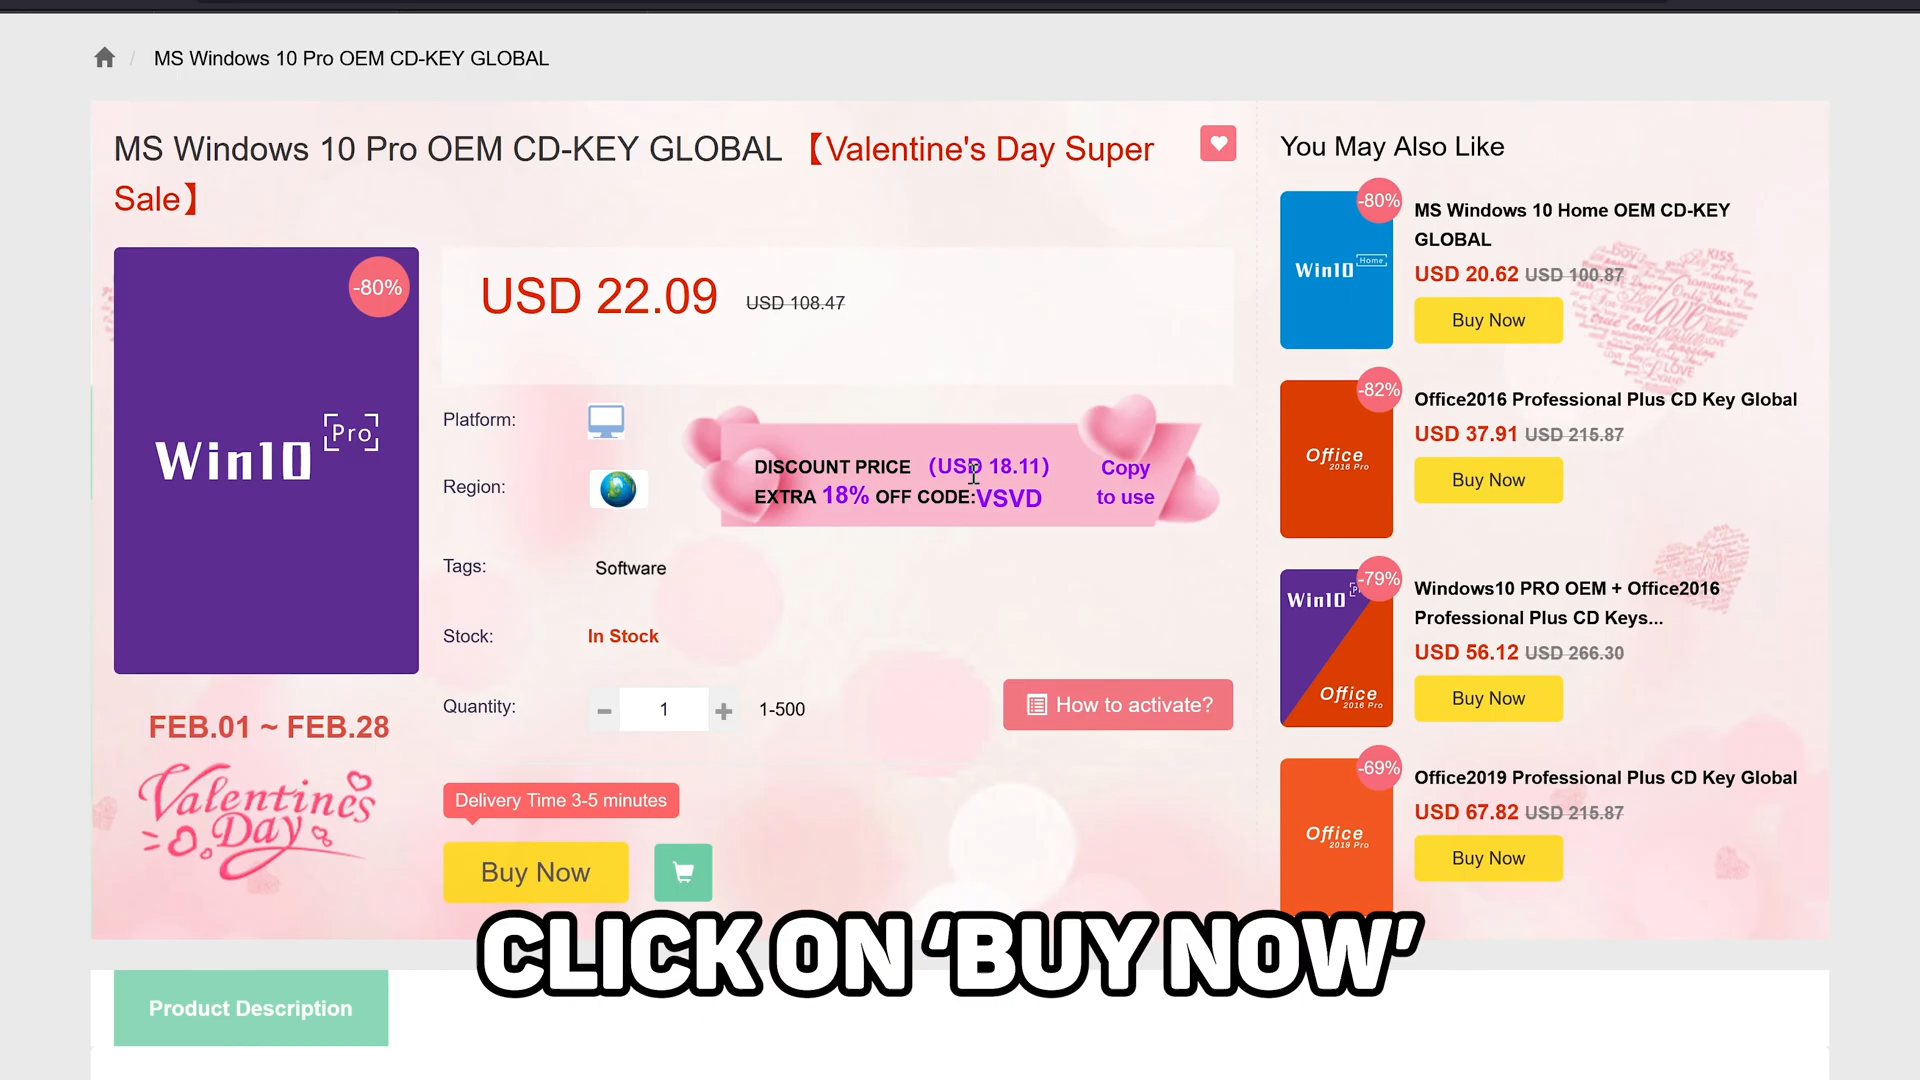 MS Windows 10 Pro OEM CD-KEY GLOBAL
MS Windows 10 Pro OEM CD-KEY GLOBAL 【Valentine's Day Super
Sale】
-80%
Win10 Pro
FEB.01 ~ FEB.28
Valentine's
Day
USD 22.09 USD 108.47
Platform:
Region:
DISCOUNT PRICE (USD 18.11)
EXTRA 18% OFF CODE:VSVD
Copy
to use
Tags: Software
Stock: In Stock
Quantity: − 1 + 1-500
How to activate?
Delivery Time 3-5 minutes
Buy Now
You May Also Like
-80%
Win10 Home
MS Windows 10 Home OEM CD-KEY
GLOBAL
USD 20.62 USD 100.87
Buy Now
-82%
Office
2016 Pro
Office2016 Professional Plus CD Key Global
USD 37.91 USD 215.87
Buy Now
-79%
Win10
Office
2016 Pro
Windows10 PRO OEM + Office2016
Professional Plus CD Keys...
USD 56.12 USD 266.30
Buy Now
-69%
Office
2019 Pro
Office2019 Professional Plus CD Key Global
USD 67.82 USD 215.87
Buy Now
CLICK ON ‘BUY NOW’
Product Description